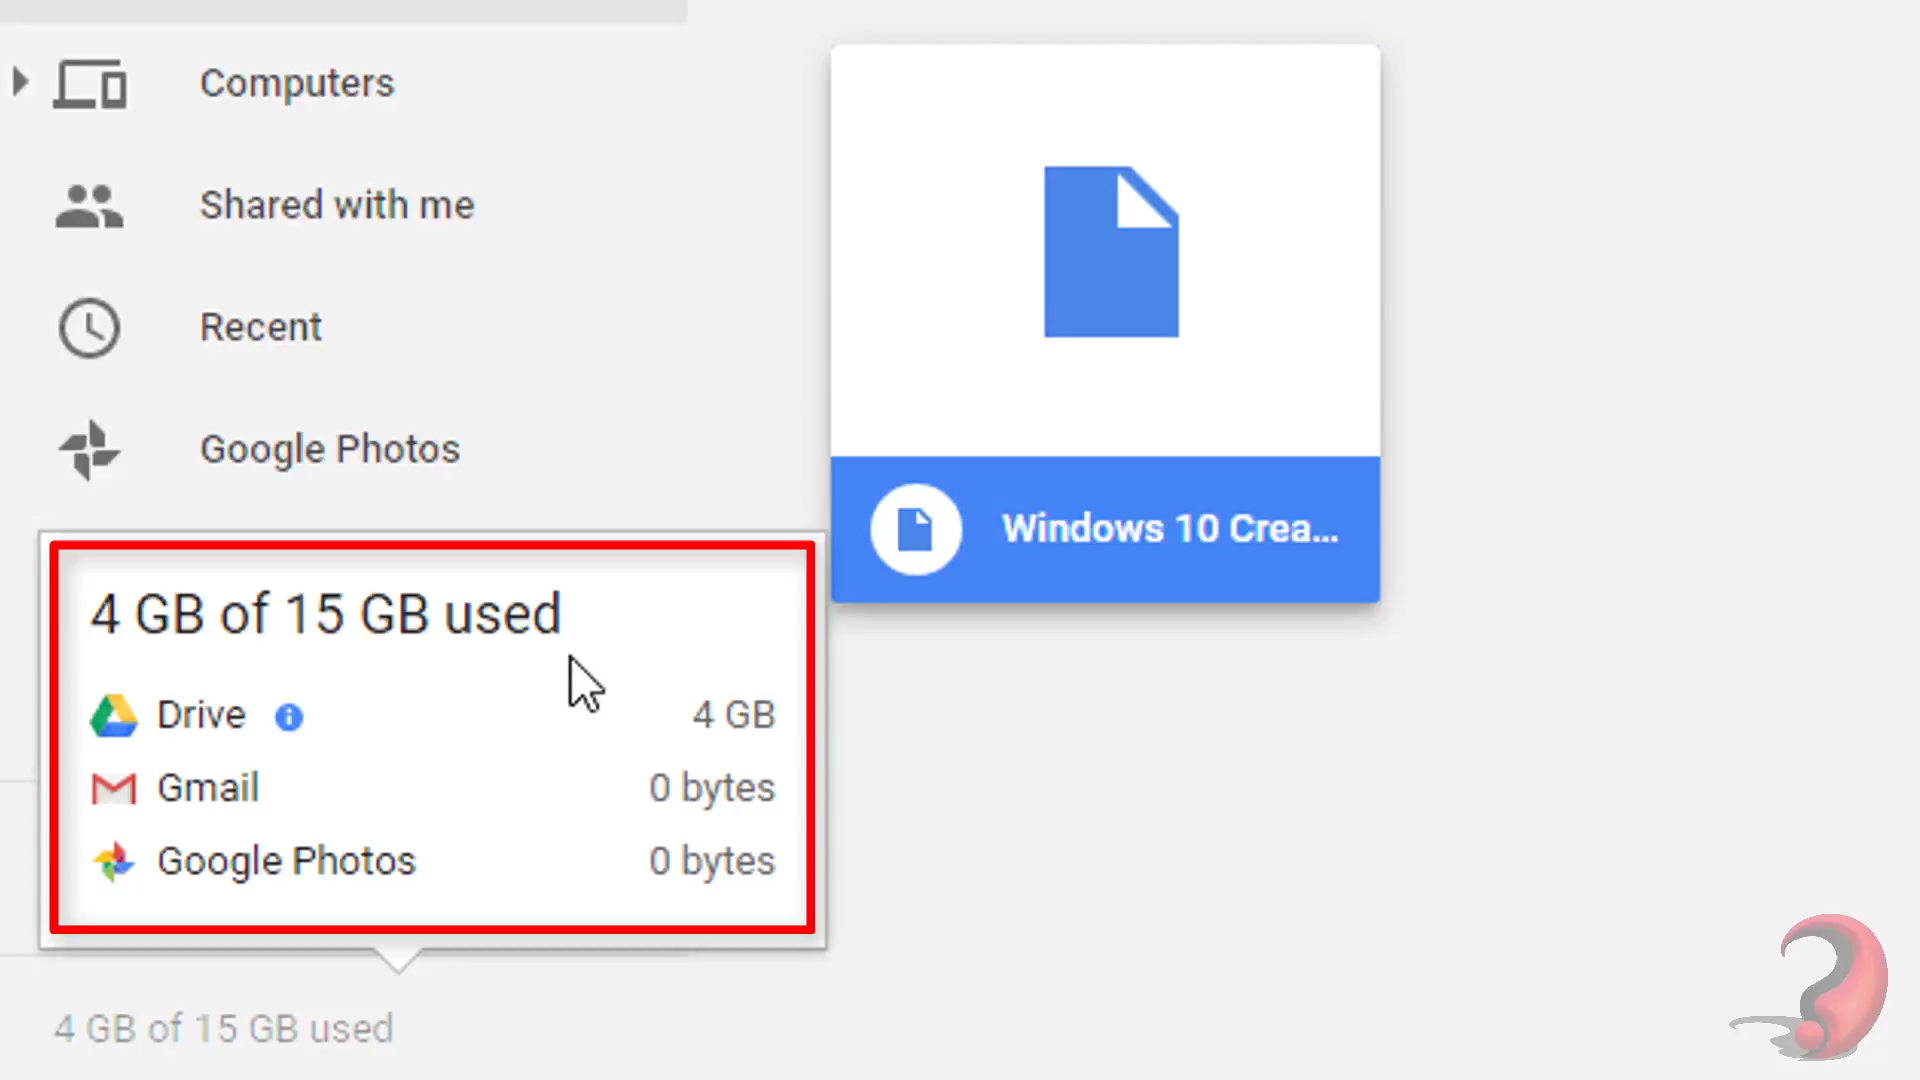 Computers
Shared with me
Recent
Google Photos
Windows 10 Crea...
4 GB of 15 GB used
Drive 4 GB
Gmail 0 bytes
Google Photos 0 bytes
4 GB of 15 GB used